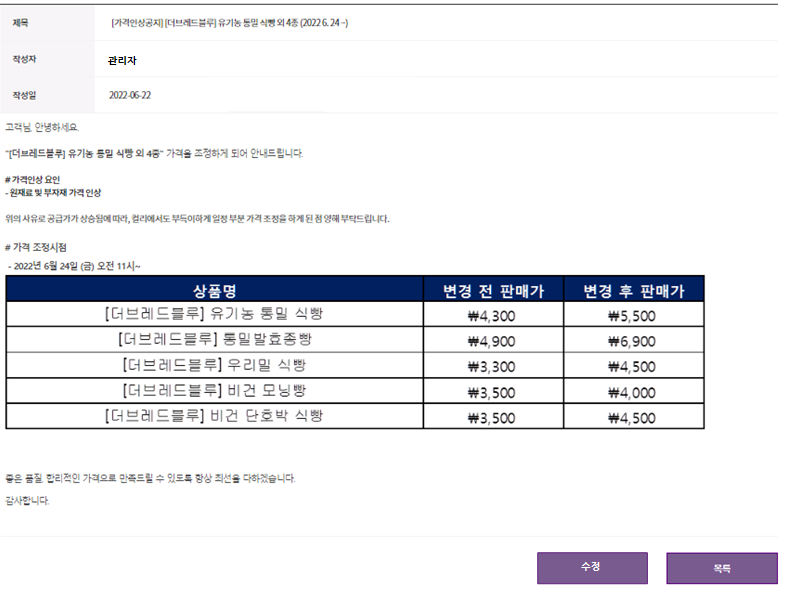 제목 [가격인상공지] [더브레드블루] 유기농 통밀 식빵 외 4종 (2022 6. 24 ~)
작성자 관리자
작성일 2022-06-22
고객님, 안녕하세요.
"[더브레드블루] 유기농 통밀 식빵 외 4종" 가격을 조정하게 되어 안내드립니다.
# 가격인상 요인
- 원재료 및 부자재 가격 인상
위의 사유로 공급가가 상승됨에 따라, 컬리에서도 부득이하게 일정 부분 가격 조정을 하게 된 점 양해 부탁드립니다.
# 가격 조정시점
- 2022년 6월 24일 (금) 오전 11시~
상품명 변경 전 판매가 변경 후 판매가
[더브레드블루] 유기농 통밀 식빵 ₩4,300 ₩5,500
[더브레드블루] 통밀발효종빵 ₩4,900 ₩6,900
[더브레드블루] 우리밀 식빵 ₩3,300 ₩4,500
[더브레드블루] 비건 모닝빵 ₩3,500 ₩4,000
[더브레드블루] 비건 단호박 식빵 ₩3,500 ₩4,500
좋은 품질, 합리적인 가격으로 만족드릴 수 있도록 항상 최선을 다하겠습니다.
감사합니다.
수정 목록